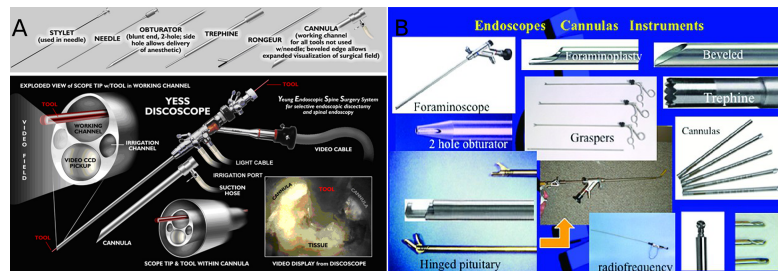 A
STYLET
(used in needle)
NEEDLE
OBTURATOR
(blunt end, 2-hole; side
hole allows delivery
of anesthetic)
TREPHINE
RONGEUR
CANNULA
(working channel
for all tools not used
w/needle; beveled edge allows
expanded visualization of surgical field)
EXPLODED VIEW of SCOPE TIP w/TOOL in WORKING CHANNEL
TOOL
WORKING
CHANNEL
VIDEO FIELD
IRRIGATION
CHANNEL
VIDEO CCD
PICKUP
TOOL
YESS
DISCOSCOPE
TOOL
Young Endoscopic Spine Surgery System
for selective endoscopic discectomy
and spinal endoscopy
VIDEO CABLE
LIGHT CABLE
IRRIGATION PORT
SUCTION
HOSE
CANNULA
SCOPE TIP & TOOL WITHIN CANNULA
CANNULA
TOOL
CANNULA
TISSUE
VIDEO DISPLAY from DISCOSCOPE
B
Endoscopes Cannulas Instruments
Foraminoscope
Foraminoplasty
Beveled
Trephine
2 hole obturator
Graspers
Cannulas
Hinged pituitary
radiofrequency